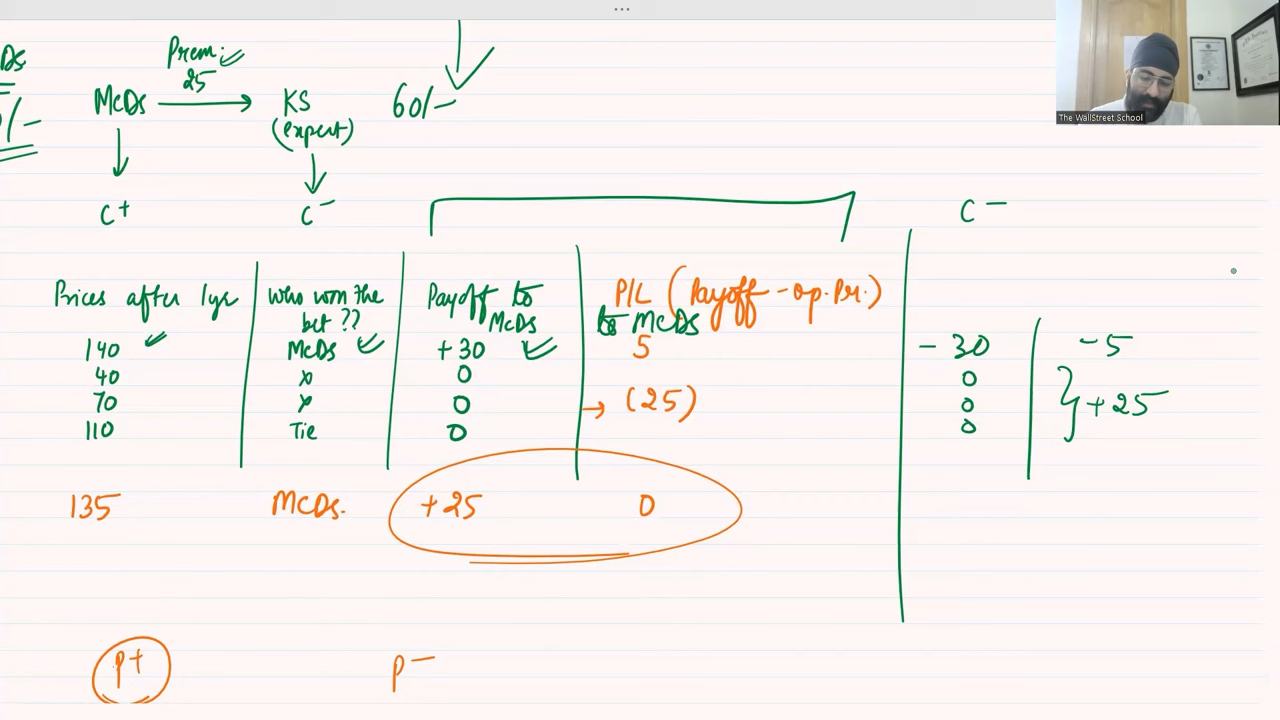 ...
Prem.
25
McDs
KS
60/-
(expert)
C+
C-
C-
Prices after 1yr
Who won the bet ??
Payoff to McDs
P/L (Payoff - op. Pr.)
to McDs
140
McDs
+30
5
- 30
- 5
40
x
0
0
70
x
0
→ (25)
0
+25
110
Tie
0
0
135
McDs.
+25
0
P+
P-
The WallStreet School